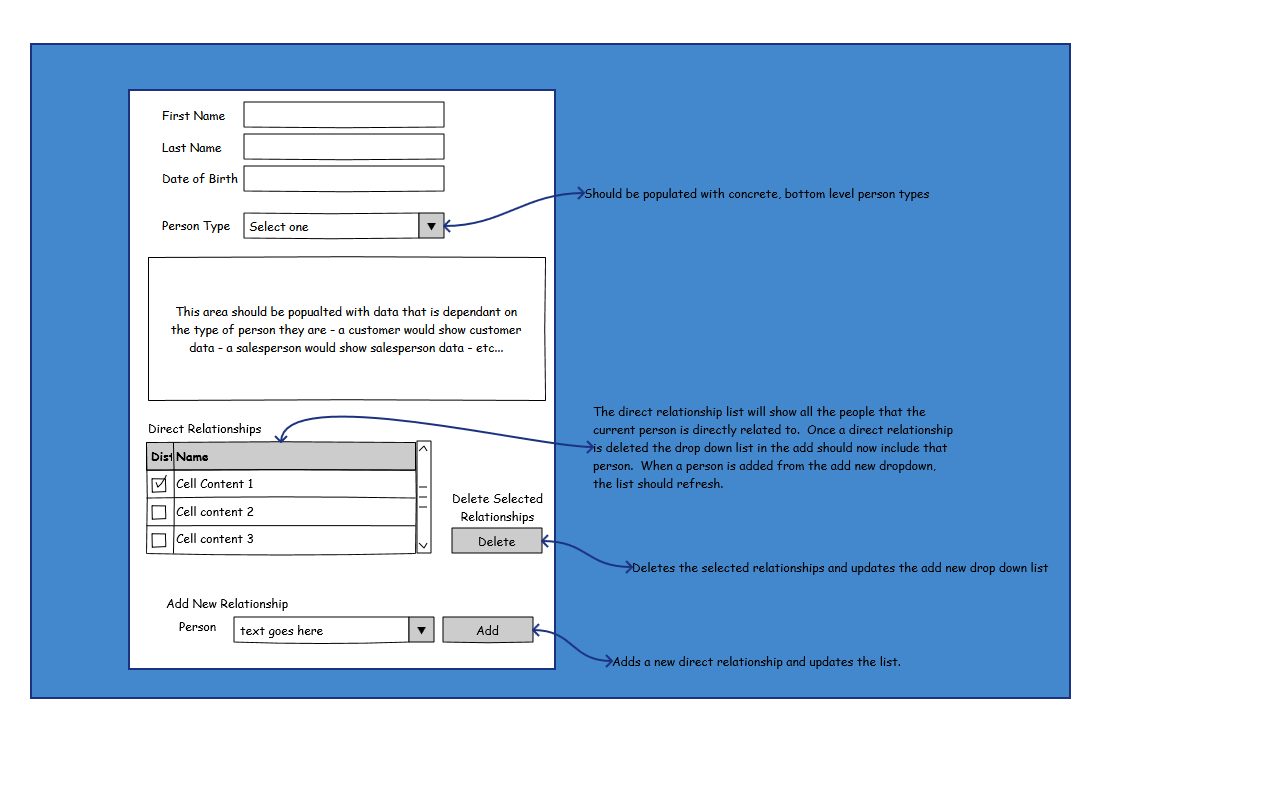 First Name
Last Name
Date of Birth
Should be populated with concrete, bottom level person types
Person Type
Select one
This area should be popualted with data that is dependant on
the type of person they are - a customer would show customer
data - a salesperson would show salesperson data - etc...
The direct relationship list will show all the people that the
current person is directly related to.  Once a direct relationship
is deleted the drop down list in the add should now include that
person.  When a person is added from the add new dropdown,
the list should refresh.
Direct Relationships
Dist Name
Cell Content 1
Cell content 2
Cell content 3
Delete Selected
Relationships
Delete
Deletes the selected relationships and updates the add new drop down list
Add New Relationship
Person
text goes here
Add
Adds a new direct relationship and updates the list.